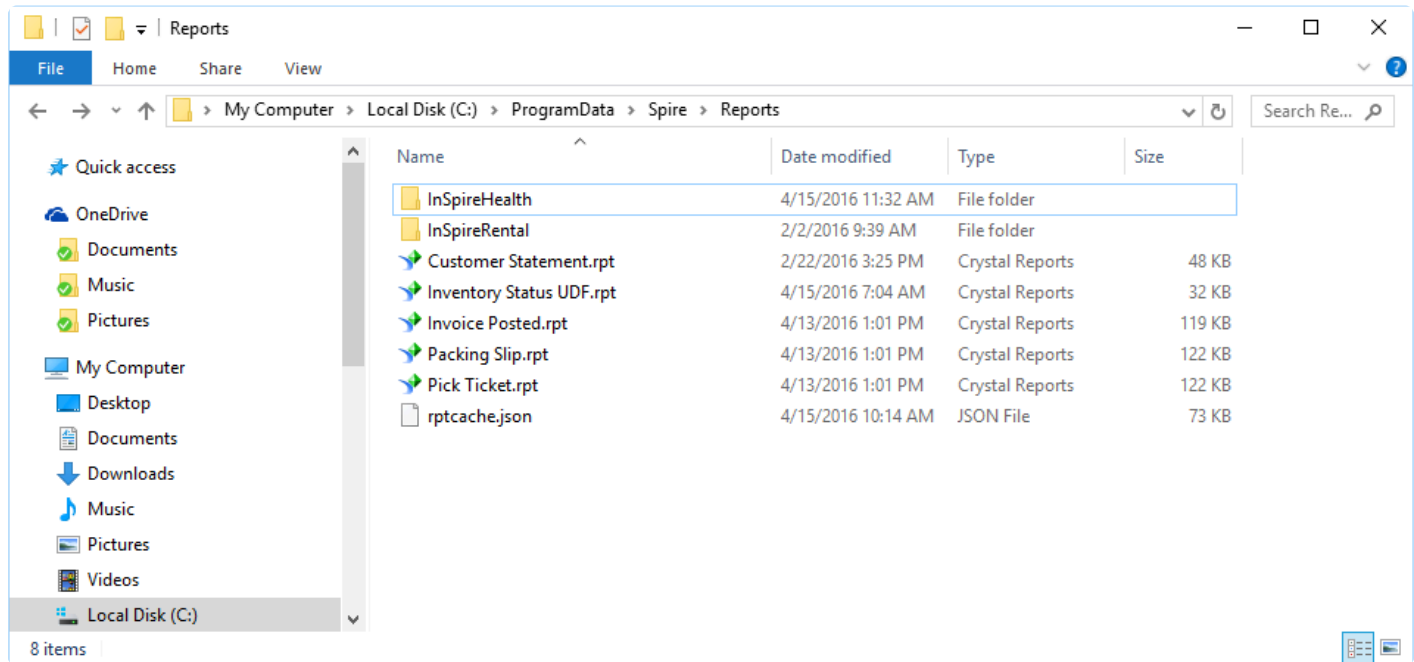 Reports
File Home Share View
My Computer > Local Disk (C:) > ProgramData > Spire > Reports Search Re...
Name Date modified Type Size
Quick access
OneDrive
Documents
Music
Pictures
My Computer
Desktop
Documents
Downloads
Music
Pictures
Videos
Local Disk (C:)
InSpireHealth 4/15/2016 11:32 AM File folder
InSpireRental 2/2/2016 9:39 AM File folder
Customer Statement.rpt 2/22/2016 3:25 PM Crystal Reports 48 KB
Inventory Status UDF.rpt 4/15/2016 7:04 AM Crystal Reports 32 KB
Invoice Posted.rpt 4/13/2016 1:01 PM Crystal Reports 119 KB
Packing Slip.rpt 4/13/2016 1:01 PM Crystal Reports 122 KB
Pick Ticket.rpt 4/13/2016 1:01 PM Crystal Reports 122 KB
rptcache.json 4/15/2016 10:14 AM JSON File 73 KB
8 items